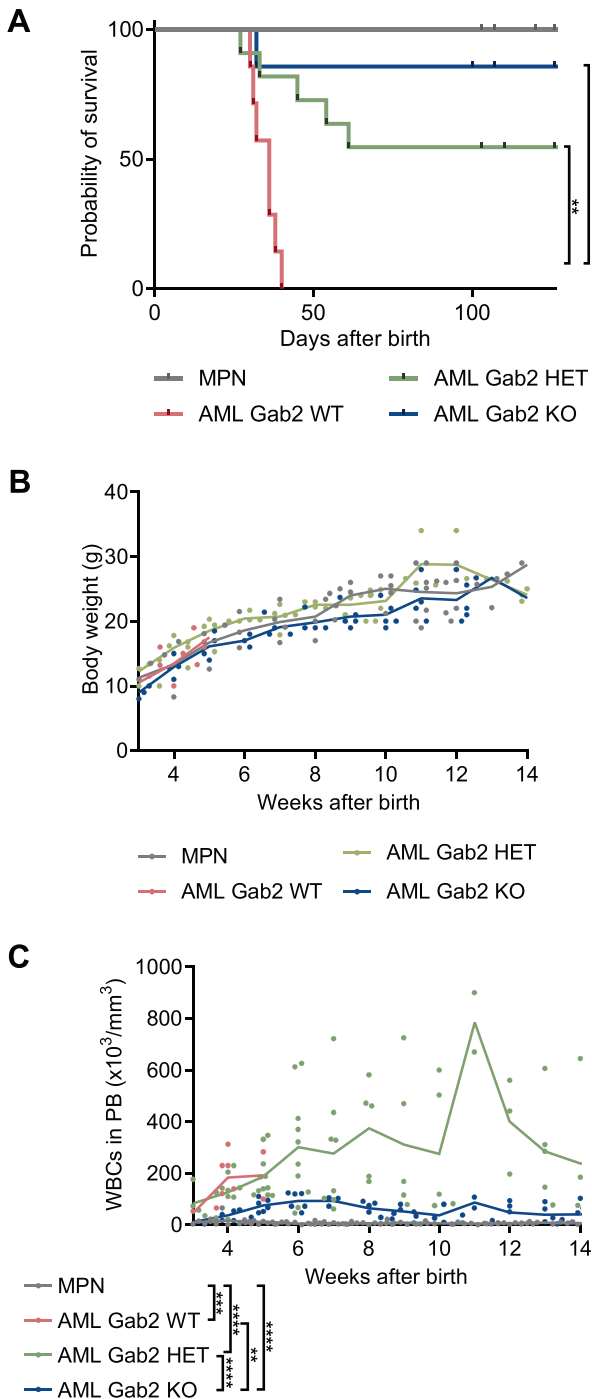 A
100
50
0
Probability of survival
**
0 50 100
Days after birth
MPN AML Gab2 HET
AML Gab2 WT AML Gab2 KO
B
40
30
20
10
0
Body weight (g)
4 6 8 10 12 14
Weeks after birth
MPN AML Gab2 HET
AML Gab2 WT AML Gab2 KO
C
1000
800
600
400
200
0
WBCs in PB (x10³/mm³)
4 6 8 10 12 14
Weeks after birth
MPN
AML Gab2 WT
AML Gab2 HET
AML Gab2 KO
***
****
****
**
****